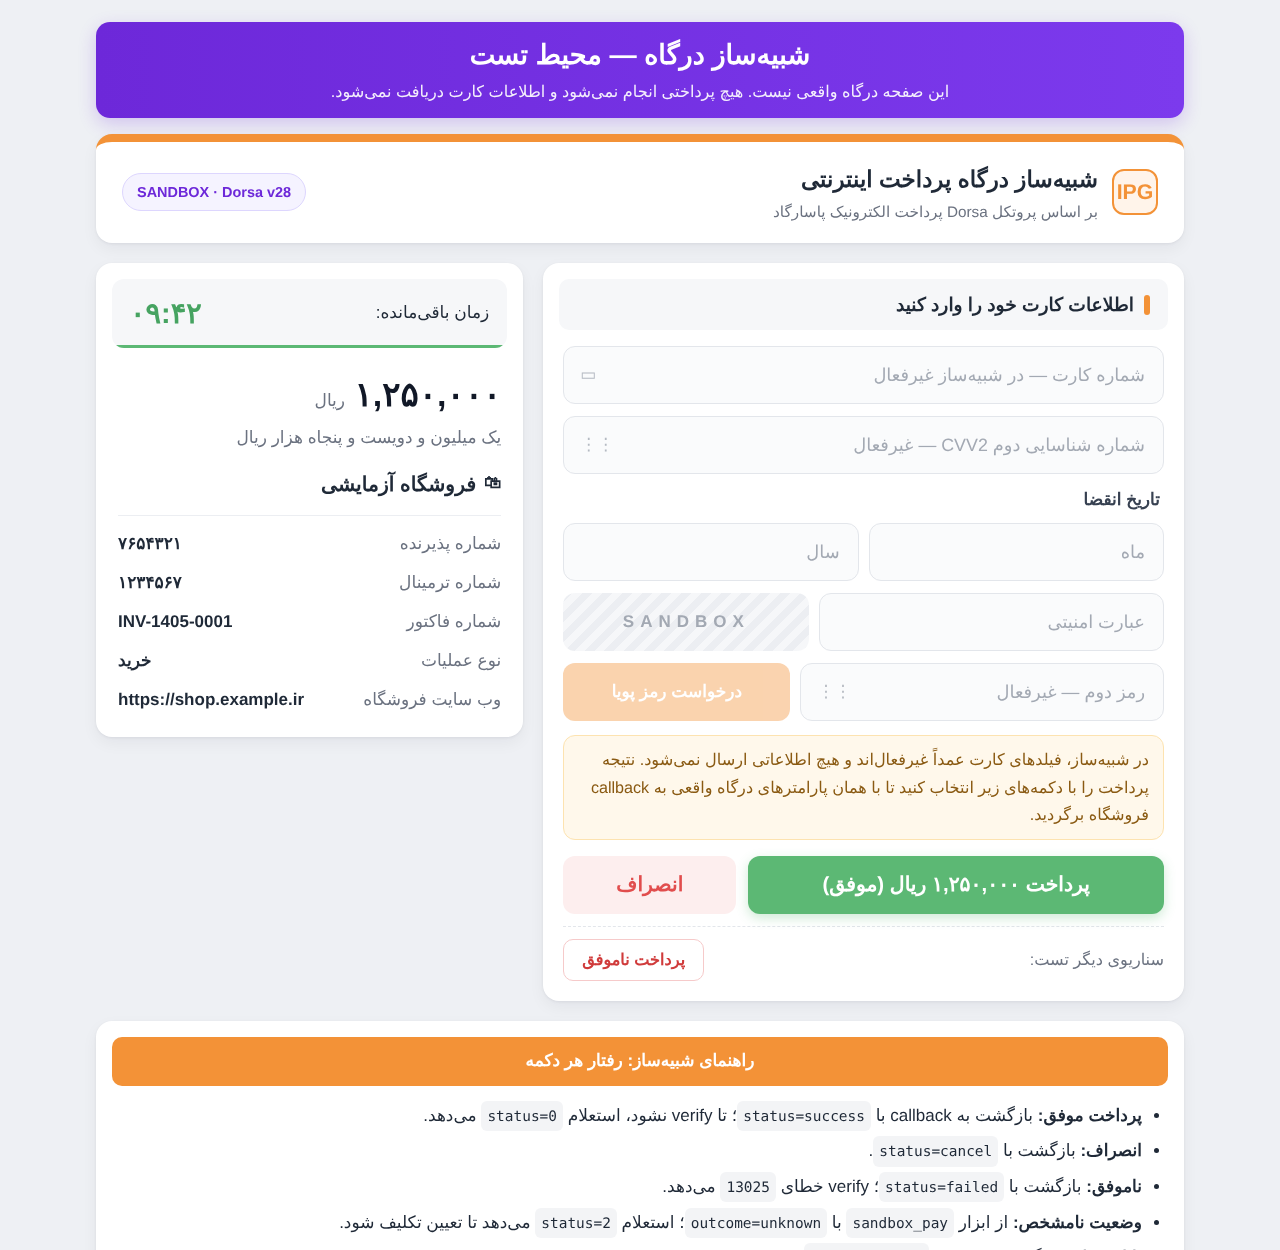 شبیه‌ساز درگاه — محیط تست
این صفحه درگاه واقعی نیست. هیچ پرداختی انجام نمی‌شود و اطلاعات کارت دریافت نمی‌شود.
IPG
شبیه‌ساز درگاه پرداخت اینترنتی
بر اساس پروتکل Dorsa پرداخت الکترونیک پاسارگاد
SANDBOX · Dorsa v28
اطلاعات کارت خود را وارد کنید
شماره کارت — در شبیه‌ساز غیرفعال
شماره شناسایی دوم CVV2 — غیرفعال
تاریخ انقضا
ماه
سال
عبارت امنیتی
SANDBOX
رمز دوم — غیرفعال
درخواست رمز پویا
در شبیه‌ساز، فیلدهای کارت عمداً غیرفعال‌اند و هیچ اطلاعاتی ارسال نمی‌شود. نتیجه
پرداخت را با دکمه‌های زیر انتخاب کنید تا با همان پارامترهای درگاه واقعی به callback
فروشگاه برگردید.
پرداخت ۱,۲۵۰,۰۰۰ ریال (موفق)
انصراف
سناریوی دیگر تست:
پرداخت ناموفق
زمان باقی‌مانده:
۰۹:۴۲
۱,۲۵۰,۰۰۰ ریال
یک میلیون و دویست و پنجاه هزار ریال
فروشگاه آزمایشی
شماره پذیرنده
۷۶۵۴۳۲۱
شماره ترمینال
۱۲۳۴۵۶۷
شماره فاکتور
INV-1405-0001
نوع عملیات
خرید
وب سایت فروشگاه
https://shop.example.ir
راهنمای شبیه‌ساز: رفتار هر دکمه
• پرداخت موفق: بازگشت به callback با status=success؛ تا verify نشود، استعلام status=0 می‌دهد.
• انصراف: بازگشت با status=cancel.
• ناموفق: بازگشت با status=failed؛ verify خطای 13025 می‌دهد.
• وضعیت نامشخص: از ابزار sandbox_pay با outcome=unknown؛ استعلام status=2 می‌دهد تا تعیین تکلیف شود.